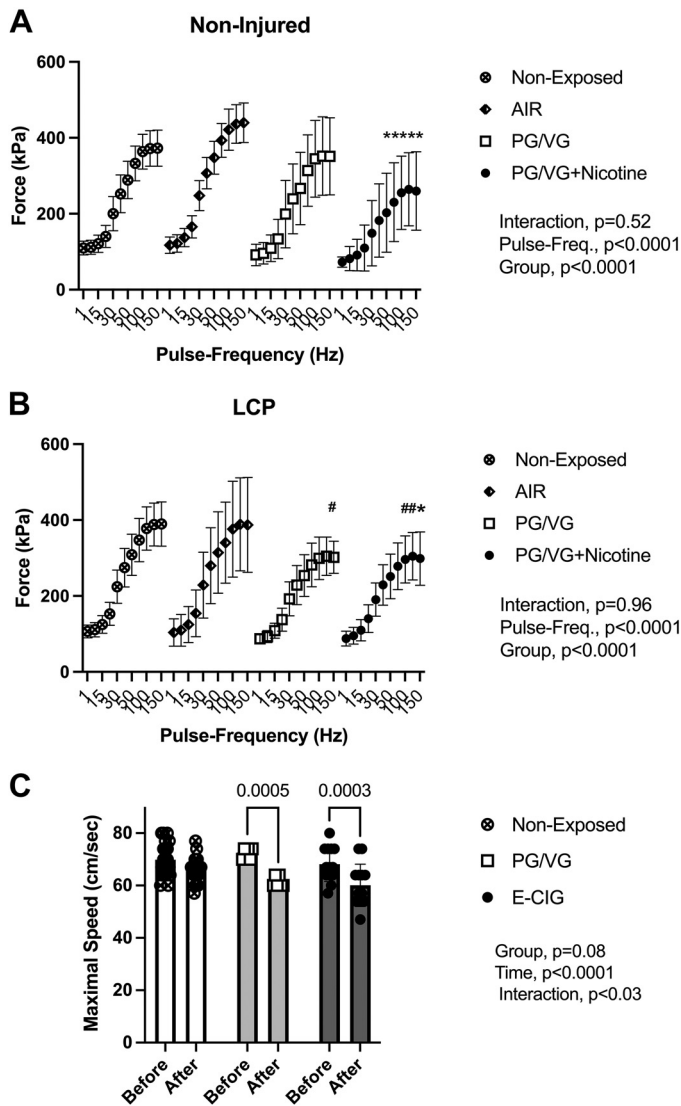 A
Non-Injured
600
400
200
0
Force (kPa)
*****
1
15
30
50
100
150
1
15
30
50
100
150
1
15
30
50
100
150
1
15
30
50
100
150
Pulse-Frequency (Hz)
Non-Exposed
AIR
PG/VG
PG/VG+Nicotine
Interaction, p=0.52
Pulse-Freq., p<0.0001
Group, p<0.0001
B
LCP
600
400
200
0
Force (kPa)
#
##*
1
15
30
50
100
150
1
15
30
50
100
150
1
15
30
50
100
150
1
15
30
50
100
150
Pulse-Frequency (Hz)
Non-Exposed
AIR
PG/VG
PG/VG+Nicotine
Interaction, p=0.96
Pulse-Freq., p<0.0001
Group, p<0.0001
C
0.0005
0.0003
80
60
40
20
0
Maximal Speed (cm/sec)
Before
After
Before
After
Before
After
Non-Exposed
PG/VG
E-CIG
Group, p=0.08
Time, p<0.0001
Interaction, p<0.03